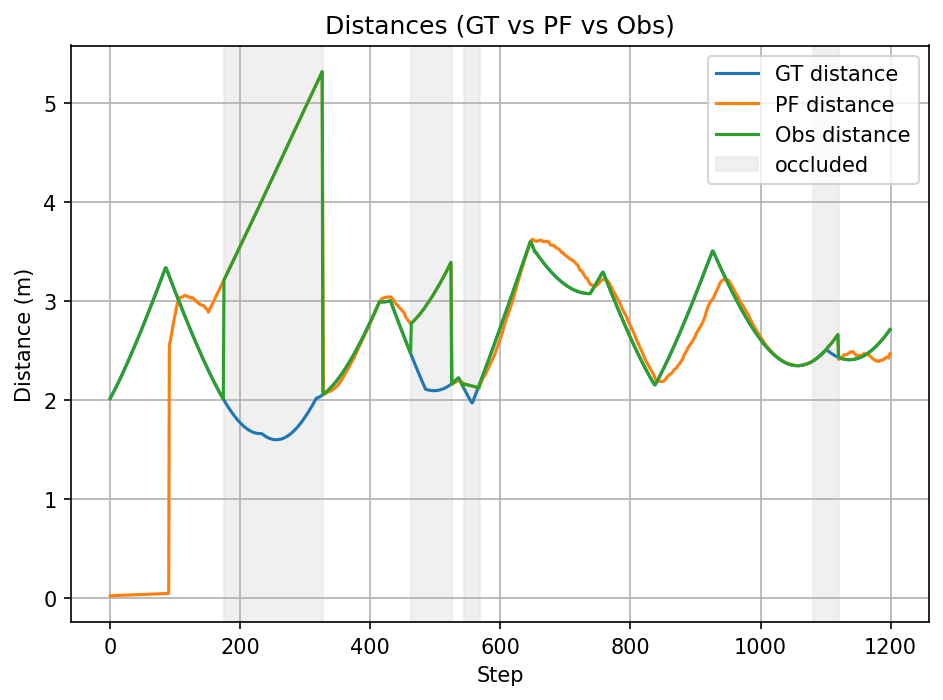 Distances (GT vs PF vs Obs)
GT distance
PF distance
Obs distance
occluded
Distance (m)
5
4
3
2
1
0
0 200 400 600 800 1000 1200
Step